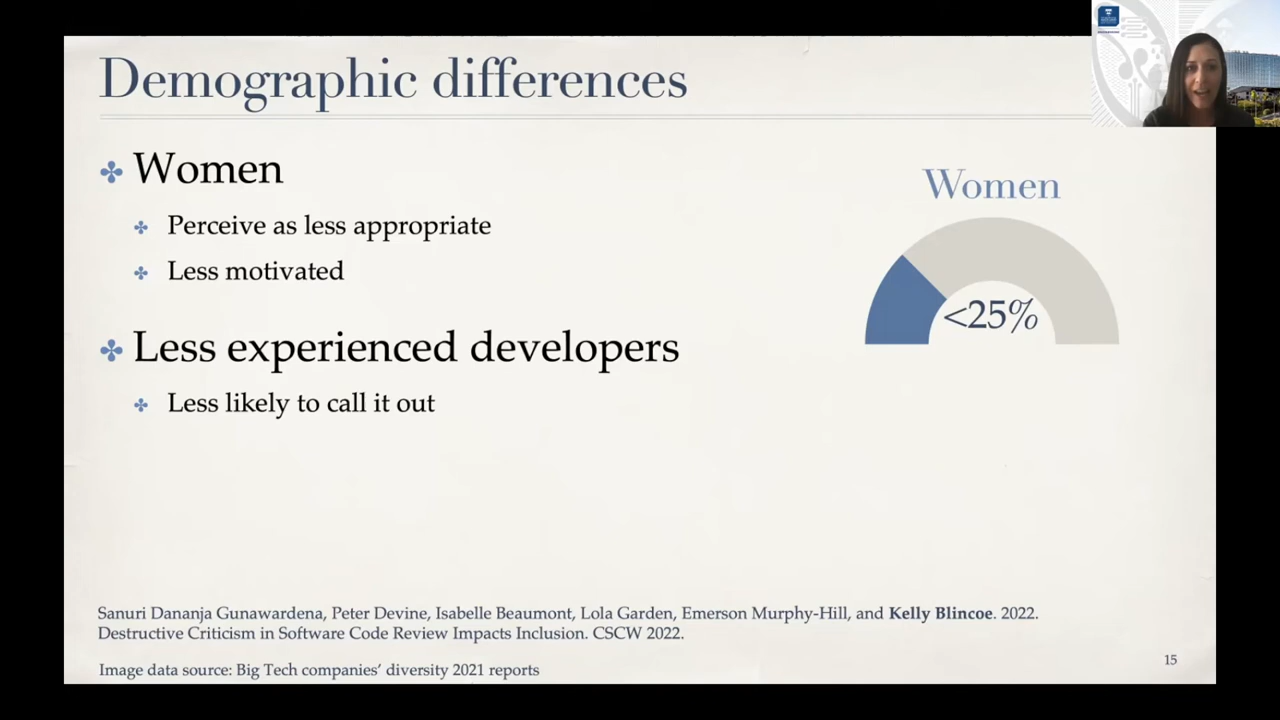 Demographic differences
Women
Perceive as less appropriate
Less motivated
Less experienced developers
Less likely to call it out
Women
<25%
Sanuri Dananja Gunawardena, Peter Devine, Isabelle Beaumont, Lola Garden, Emerson Murphy-Hill, and Kelly Blincoe. 2022.
Destructive Criticism in Software Code Review Impacts Inclusion. CSCW 2022.
Image data source: Big Tech companies’ diversity 2021 reports
15